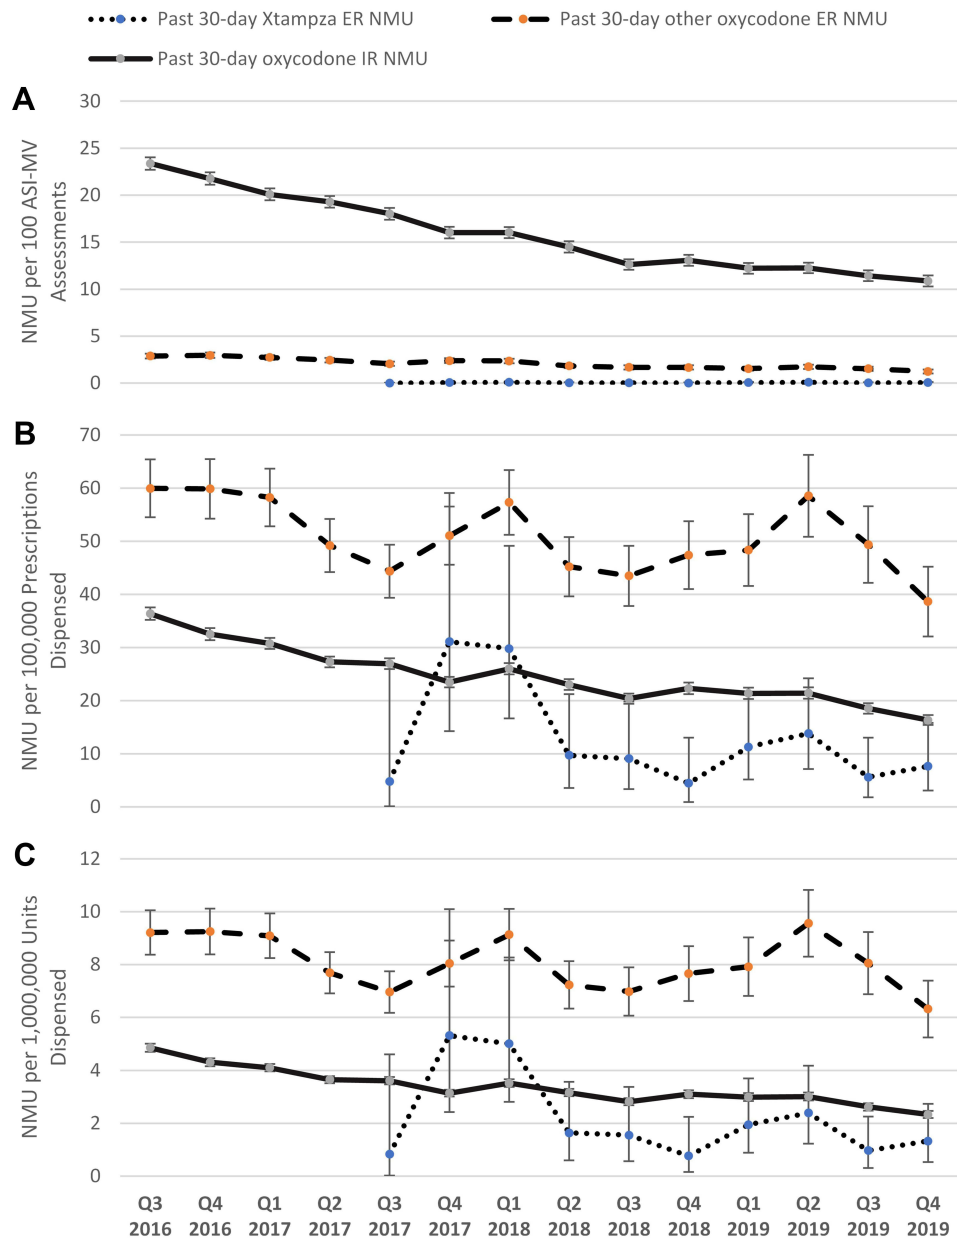 Past 30-day Xtampza ER NMU
Past 30-day other oxycodone ER NMU
Past 30-day oxycodone IR NMU
A
NMU per 100 ASI-MV
Assessments
30
25
20
15
10
5
0
B
NMU per 100,000 Prescriptions
Dispensed
70
60
50
40
30
20
10
0
C
NMU per 1,000,000 Units
Dispensed
12
10
8
6
4
2
0
Q3 Q4 Q1 Q2 Q3 Q4 Q1 Q2 Q3 Q4 Q1 Q2 Q3 Q4
2016 2016 2017 2017 2017 2017 2018 2018 2018 2018 2019 2019 2019 2019